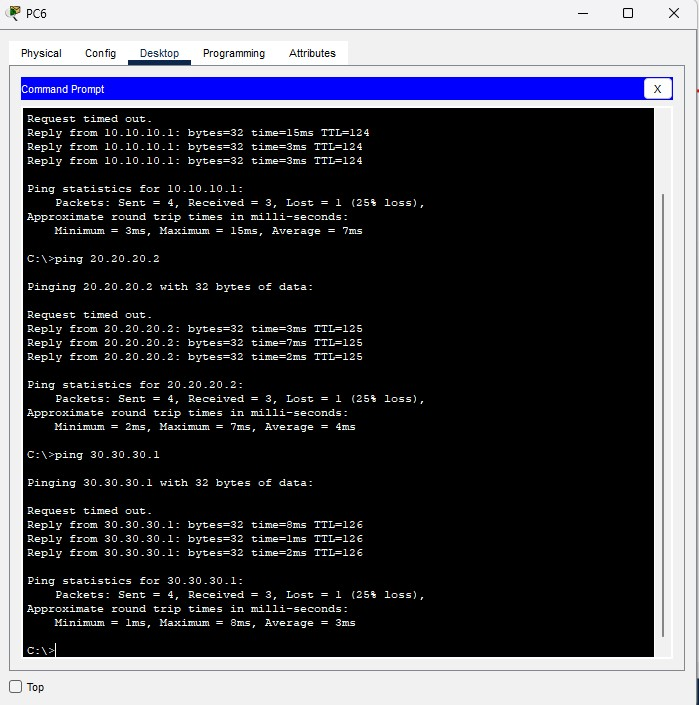 PC6
Physical Config Desktop Programming Attributes
Command Prompt X
Request timed out.
Reply from 10.10.10.1: bytes=32 time=15ms TTL=124
Reply from 10.10.10.1: bytes=32 time=3ms TTL=124
Reply from 10.10.10.1: bytes=32 time=3ms TTL=124
Ping statistics for 10.10.10.1:
Packets: Sent = 4, Received = 3, Lost = 1 (25% loss),
Approximate round trip times in milli-seconds:
Minimum = 3ms, Maximum = 15ms, Average = 7ms
C:\>ping 20.20.20.2
Pinging 20.20.20.2 with 32 bytes of data:
Request timed out.
Reply from 20.20.20.2: bytes=32 time=3ms TTL=125
Reply from 20.20.20.2: bytes=32 time=7ms TTL=125
Reply from 20.20.20.2: bytes=32 time=2ms TTL=125
Ping statistics for 20.20.20.2:
Packets: Sent = 4, Received = 3, Lost = 1 (25% loss),
Approximate round trip times in milli-seconds:
Minimum = 2ms, Maximum = 7ms, Average = 4ms
C:\>ping 30.30.30.1
Pinging 30.30.30.1 with 32 bytes of data:
Request timed out.
Reply from 30.30.30.1: bytes=32 time=8ms TTL=126
Reply from 30.30.30.1: bytes=32 time=1ms TTL=126
Reply from 30.30.30.1: bytes=32 time=2ms TTL=126
Ping statistics for 30.30.30.1:
Packets: Sent = 4, Received = 3, Lost = 1 (25% loss),
Approximate round trip times in milli-seconds:
Minimum = 1ms, Maximum = 8ms, Average = 3ms
C:\>
Top